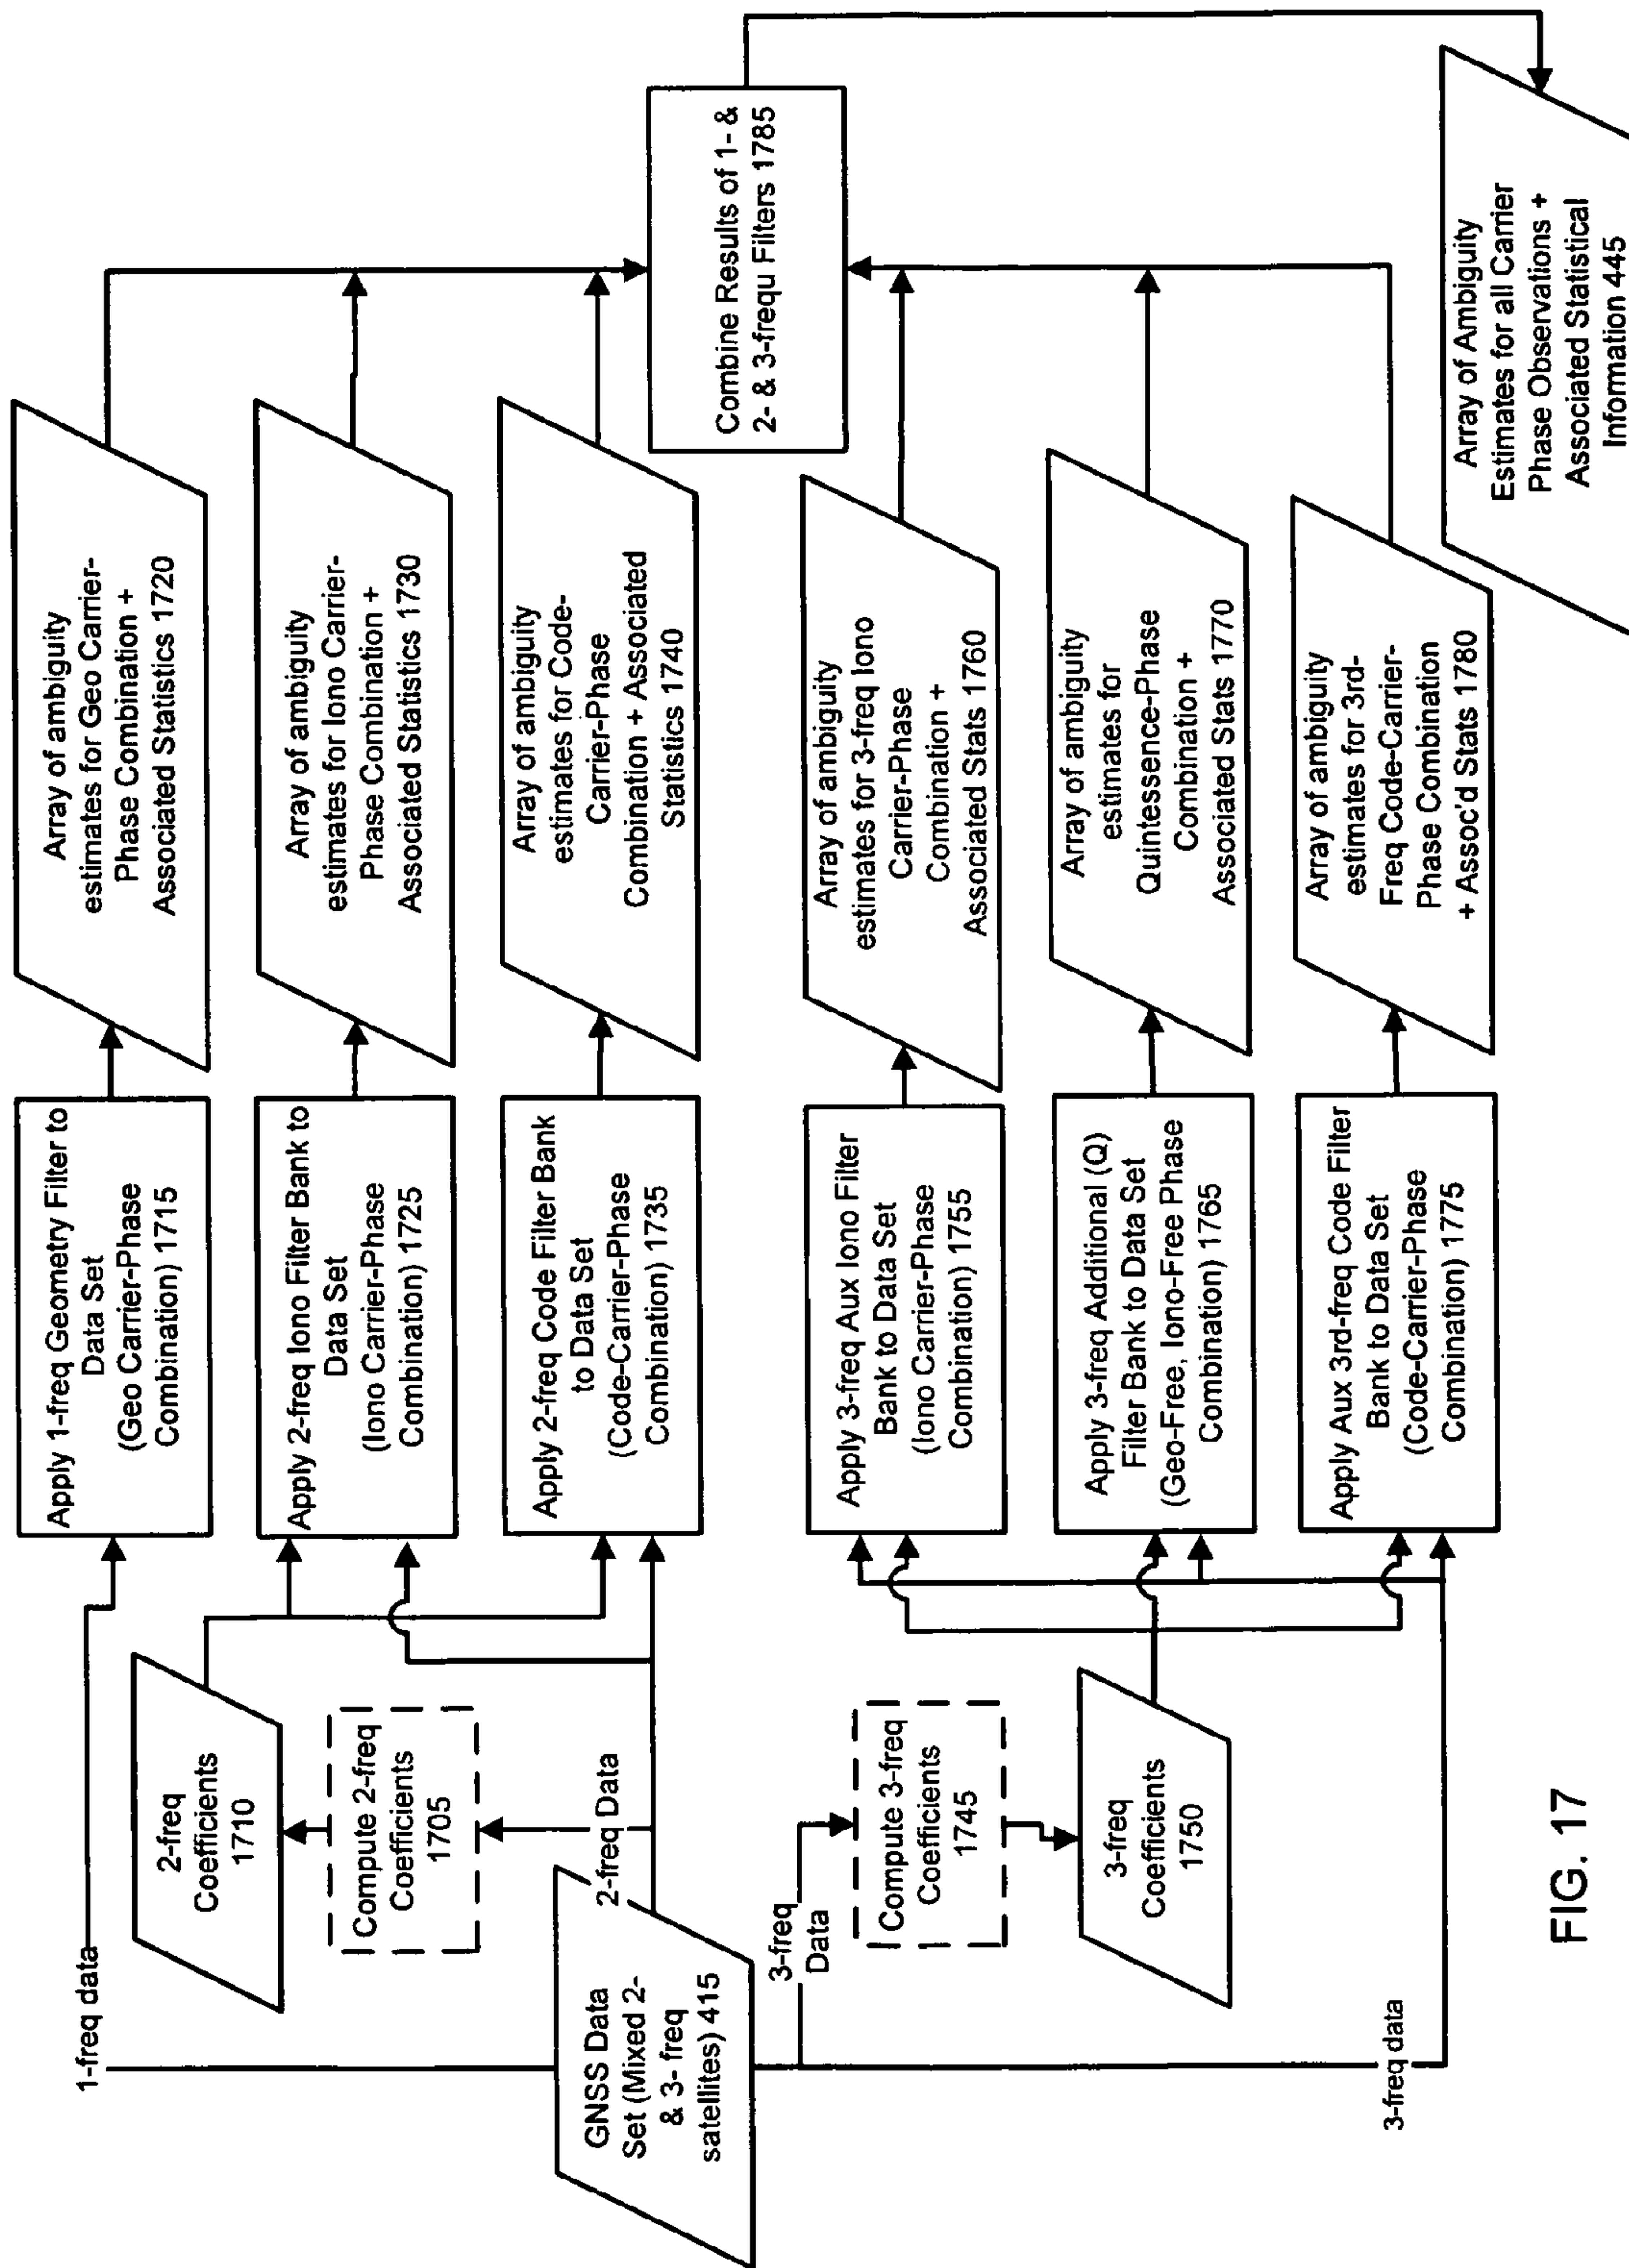 1-freq data
2-freq
Coefficients
1710
Compute 2-freq
Coefficients
1705
GNSS Data
Set (Mixed 2-
& 3- freq
satellites) 415
2-freq Data
3-freq
Data
Compute 3-freq
Coefficients
1745
3-freq
Coefficients
1750
3-freq data
Apply 1-freq Geometry Filter to
Data Set
(Geo Carrier-Phase
Combination) 1715
Apply 2-freq Iono Filter Bank to
Data Set
(Iono Carrier-Phase
Combination) 1725
Apply 2-freq Code Filter Bank
to Data Set
(Code-Carrier-Phase
Combination) 1735
Apply 3-freq Aux Iono Filter
Bank to Data Set
(Iono Carrier-Phase
Combination) 1755
Apply 3-freq Additional (Q)
Filter Bank to Data Set
(Geo-Free, Iono-Free Phase
Combination) 1765
Apply Aux 3rd-freq Code Filter
Bank to Data Set
(Code-Carrier-Phase
Combination) 1775
Array of ambiguity
estimates for Geo Carrier-
Phase Combination +
Associated Statistics 1720
Array of ambiguity
estimates for Iono Carrier-
Phase Combination +
Associated Statistics 1730
Array of ambiguity
estimates for Code-
Carrier-Phase
Combination + Associated
Statistics 1740
Array of ambiguity
estimates for 3-freq Iono
Carrier-Phase
Combination +
Associated Stats 1760
Array of ambiguity
estimates for
Quintessence-Phase
Combination +
Associated Stats 1770
Array of ambiguity
estimates for 3rd-
Freq Code-Carrier-
Phase Combination
+ Assoc'd Stats 1780
Combine Results of 1- &
2- & 3-frequ Filters 1785
Array of Ambiguity
Estimates for all Carrier
Phase Observations +
Associated Statistical
Information 445
FIG. 17